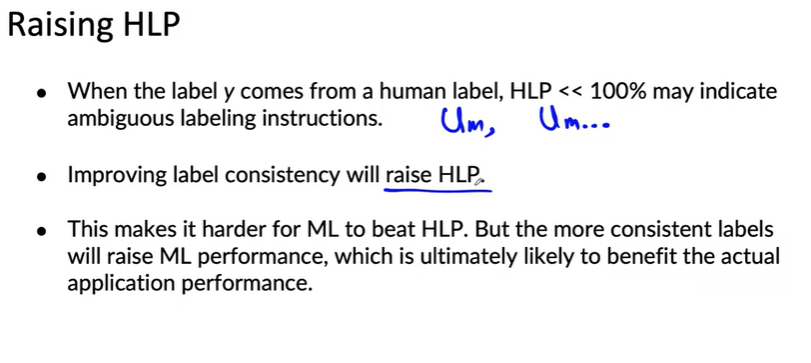 Raising HLP
• When the label y comes from a human label, HLP << 100% may indicate
ambiguous labeling instructions. Um, Um...
• Improving label consistency will raise HLP.
• This makes it harder for ML to beat HLP. But the more consistent labels
will raise ML performance, which is ultimately likely to benefit the actual
application performance.